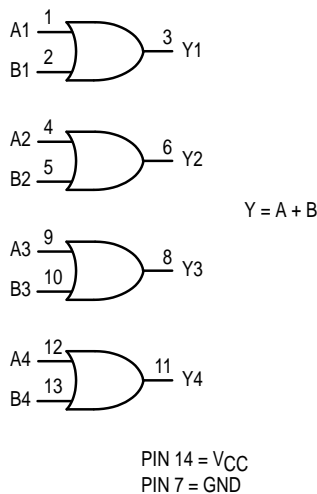 A1 1
B1 2
3 Y1
A2 4
B2 5
6 Y2
Y = A + B
A3 9
B3 10
8 Y3
A4 12
B4 13
11 Y4
PIN 14 = VCC
PIN 7 = GND